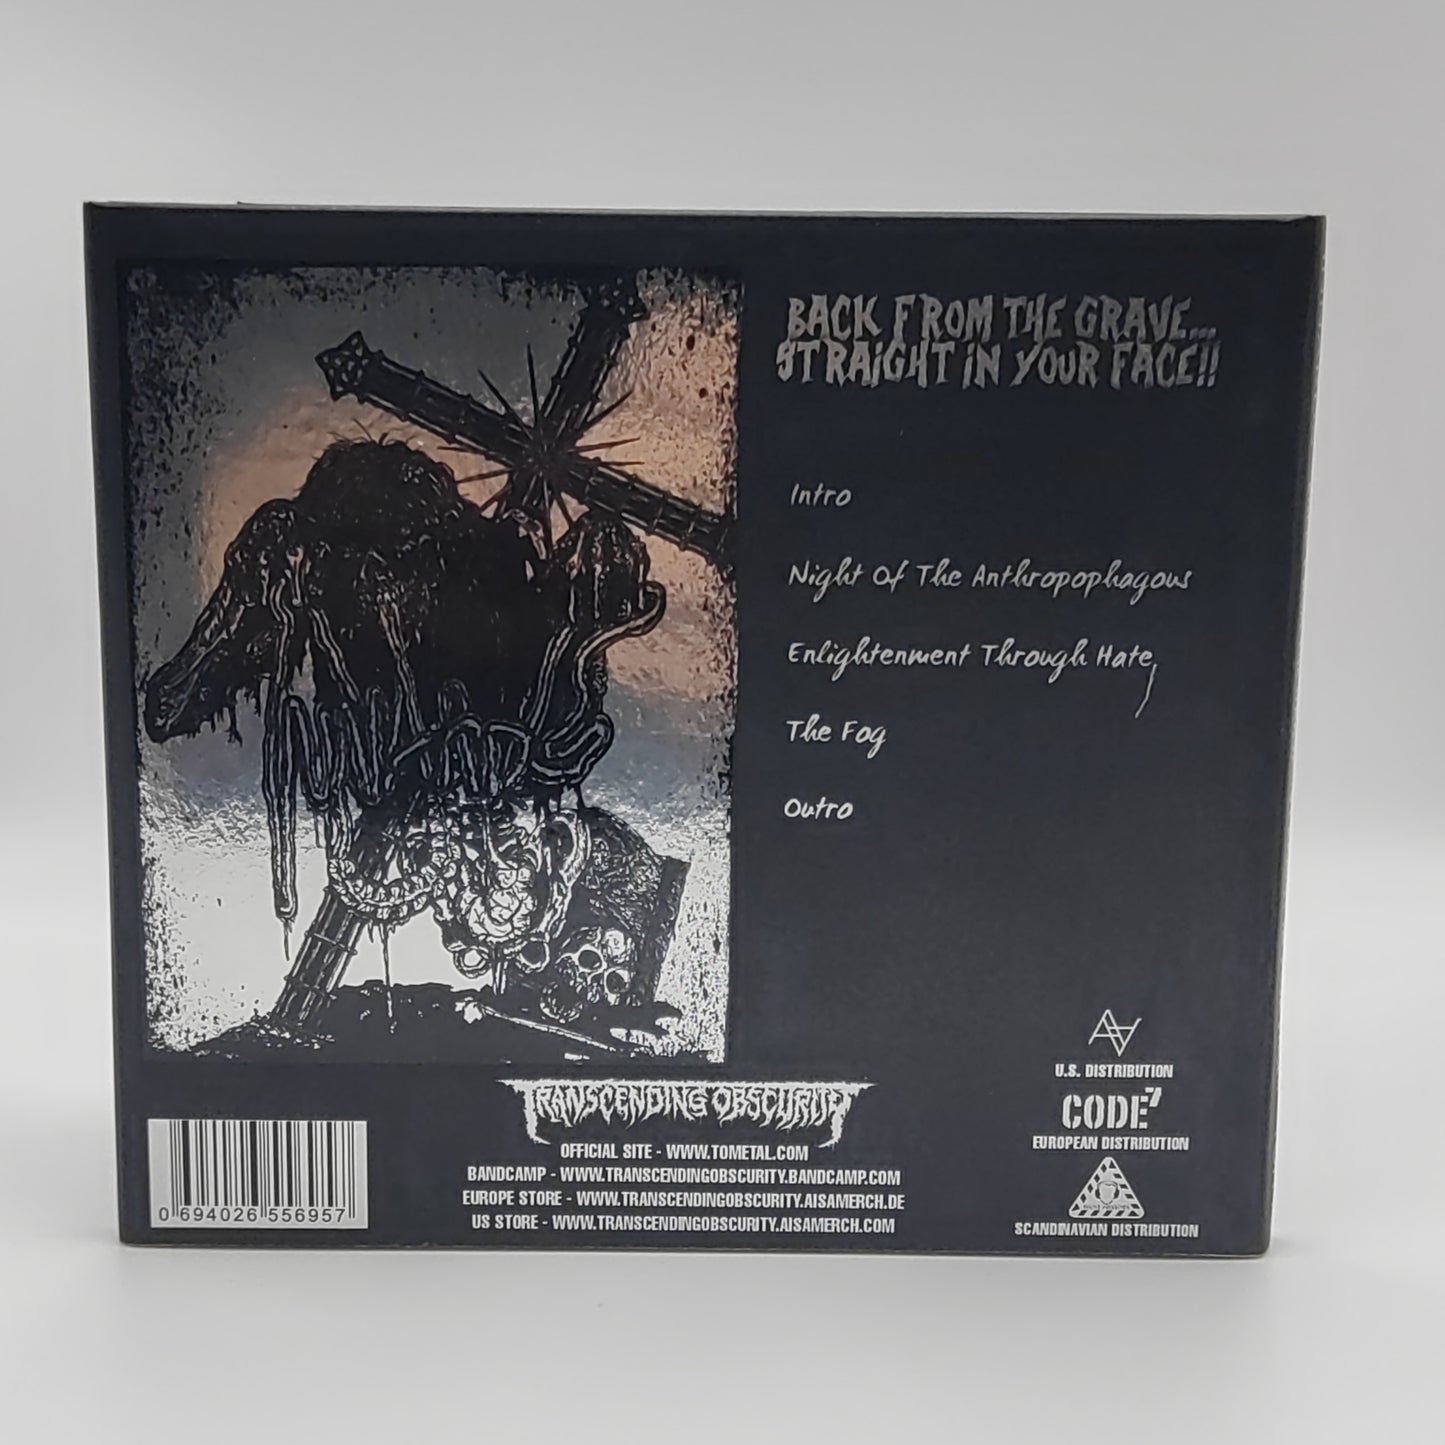 BACK FROM THE GRAVE...
STRAiGHT iN YOUR FACE!!
Intro
Night Of The Anthropophagous
Enlightenment Through Hate
The Fog
Outro
U.S. DISTRIBUTION
CODE7
EUROPEAN DISTRIBUTION
SCANDINAVIAN DISTRIBUTION
TRANSCENDING OBSCURITY
OFFICIAL SITE - WWW.TOMETAL.COM
BANDCAMP - WWW.TRANSCENDINGOBSCURITY.BANDCAMP.COM
EUROPE STORE - WWW.TRANSCENDINGOBSCURITY.AISAMERCH.DE
US STORE - WWW.TRANSCENDINGOBSCURITY.AISAMERCH.COM
0 694026 556957